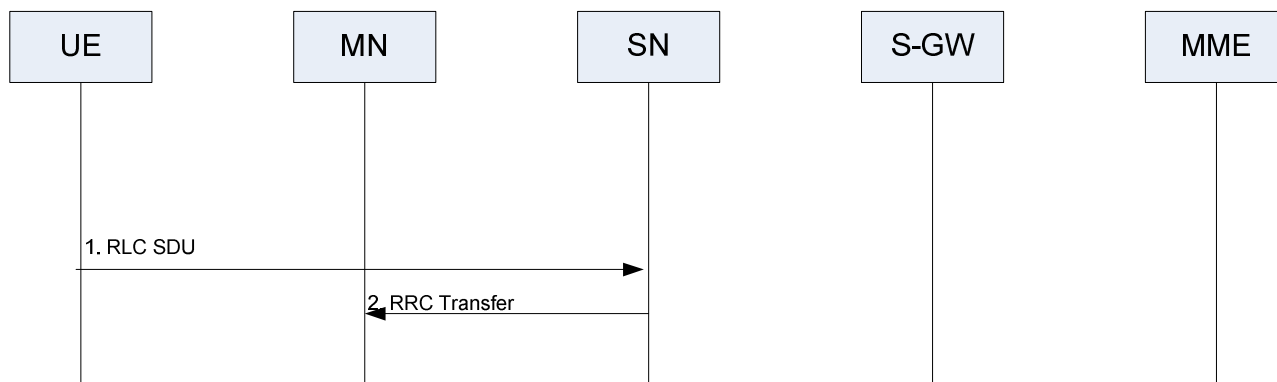 UE
MN
SN
S-GW
MME
1. RLC SDU
2. RRC Transfer